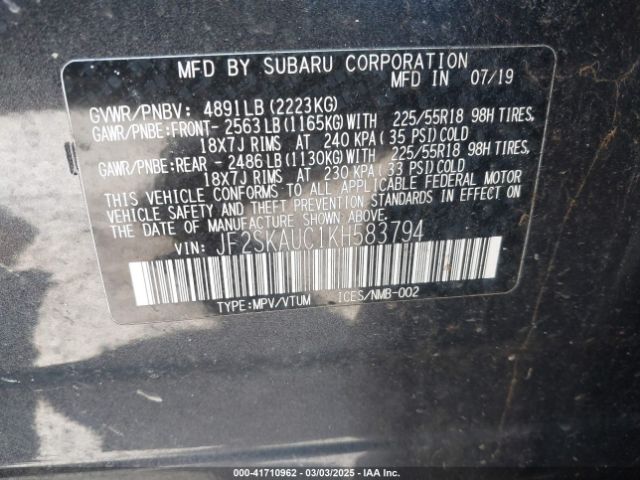 MFD BY SUBARU CORPORATION
MFD IN 07/19
GVWR/PNBV: 4891LB (2223KG)
GAWR/PNBE:FRONT- 2563LB (1165KG) WITH 225/55R18 98H TIRES,
18X7J RIMS AT 240 KPA (35 PSI) COLD
GAWR/PNBE:REAR - 2486LB (1130KG) WITH 225/55R18 98H TIRES,
18X7J RIMS AT 230 KPA (33 PSI) COLD
THIS VEHICLE CONFORMS TO ALL APPLICABLE FEDERAL MOTOR
VEHICLE SAFETY AND THEFT PREVENTION STANDARDS IN EFFECT ON
THE DATE OF MANUFACTURE SHOWN ABOVE.
VIN: JF2SKAUC1KH583794
TYPE:MPV/VTUM ICES/NMB-002
000-41710962 - 03/03/2025 - IAA Inc.